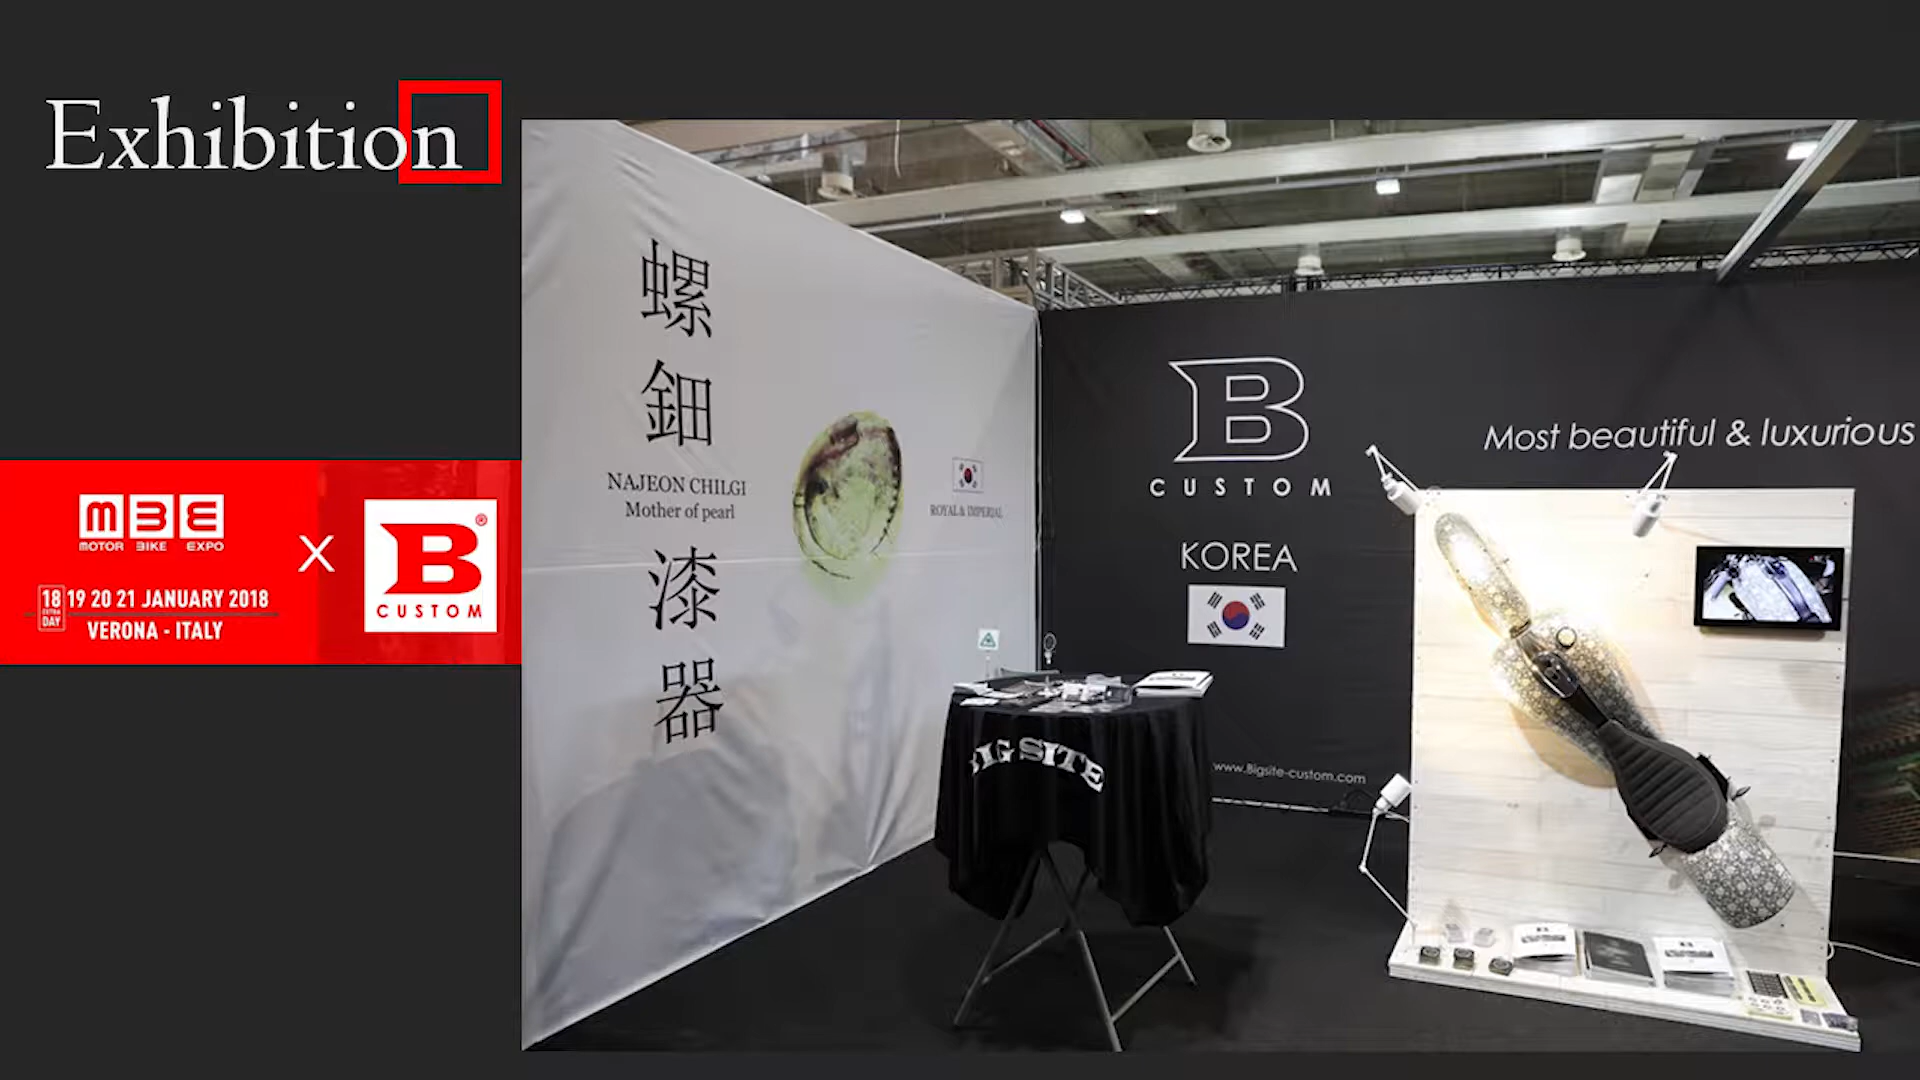 Exhibition
MBE
MOTOR BIKE EXPO
18 19 20 21 JANUARY 2018
EXTRA DAY
VERONA - ITALY
X
B®
CUSTOM
螺鈿
NAJEON CHILGI
Mother of pearl
漆器
ROYAL & IMPERIAL
B
CUSTOM
KOREA
Most beautiful & luxurious
www.Bigsite-custom.com
BIG SITE